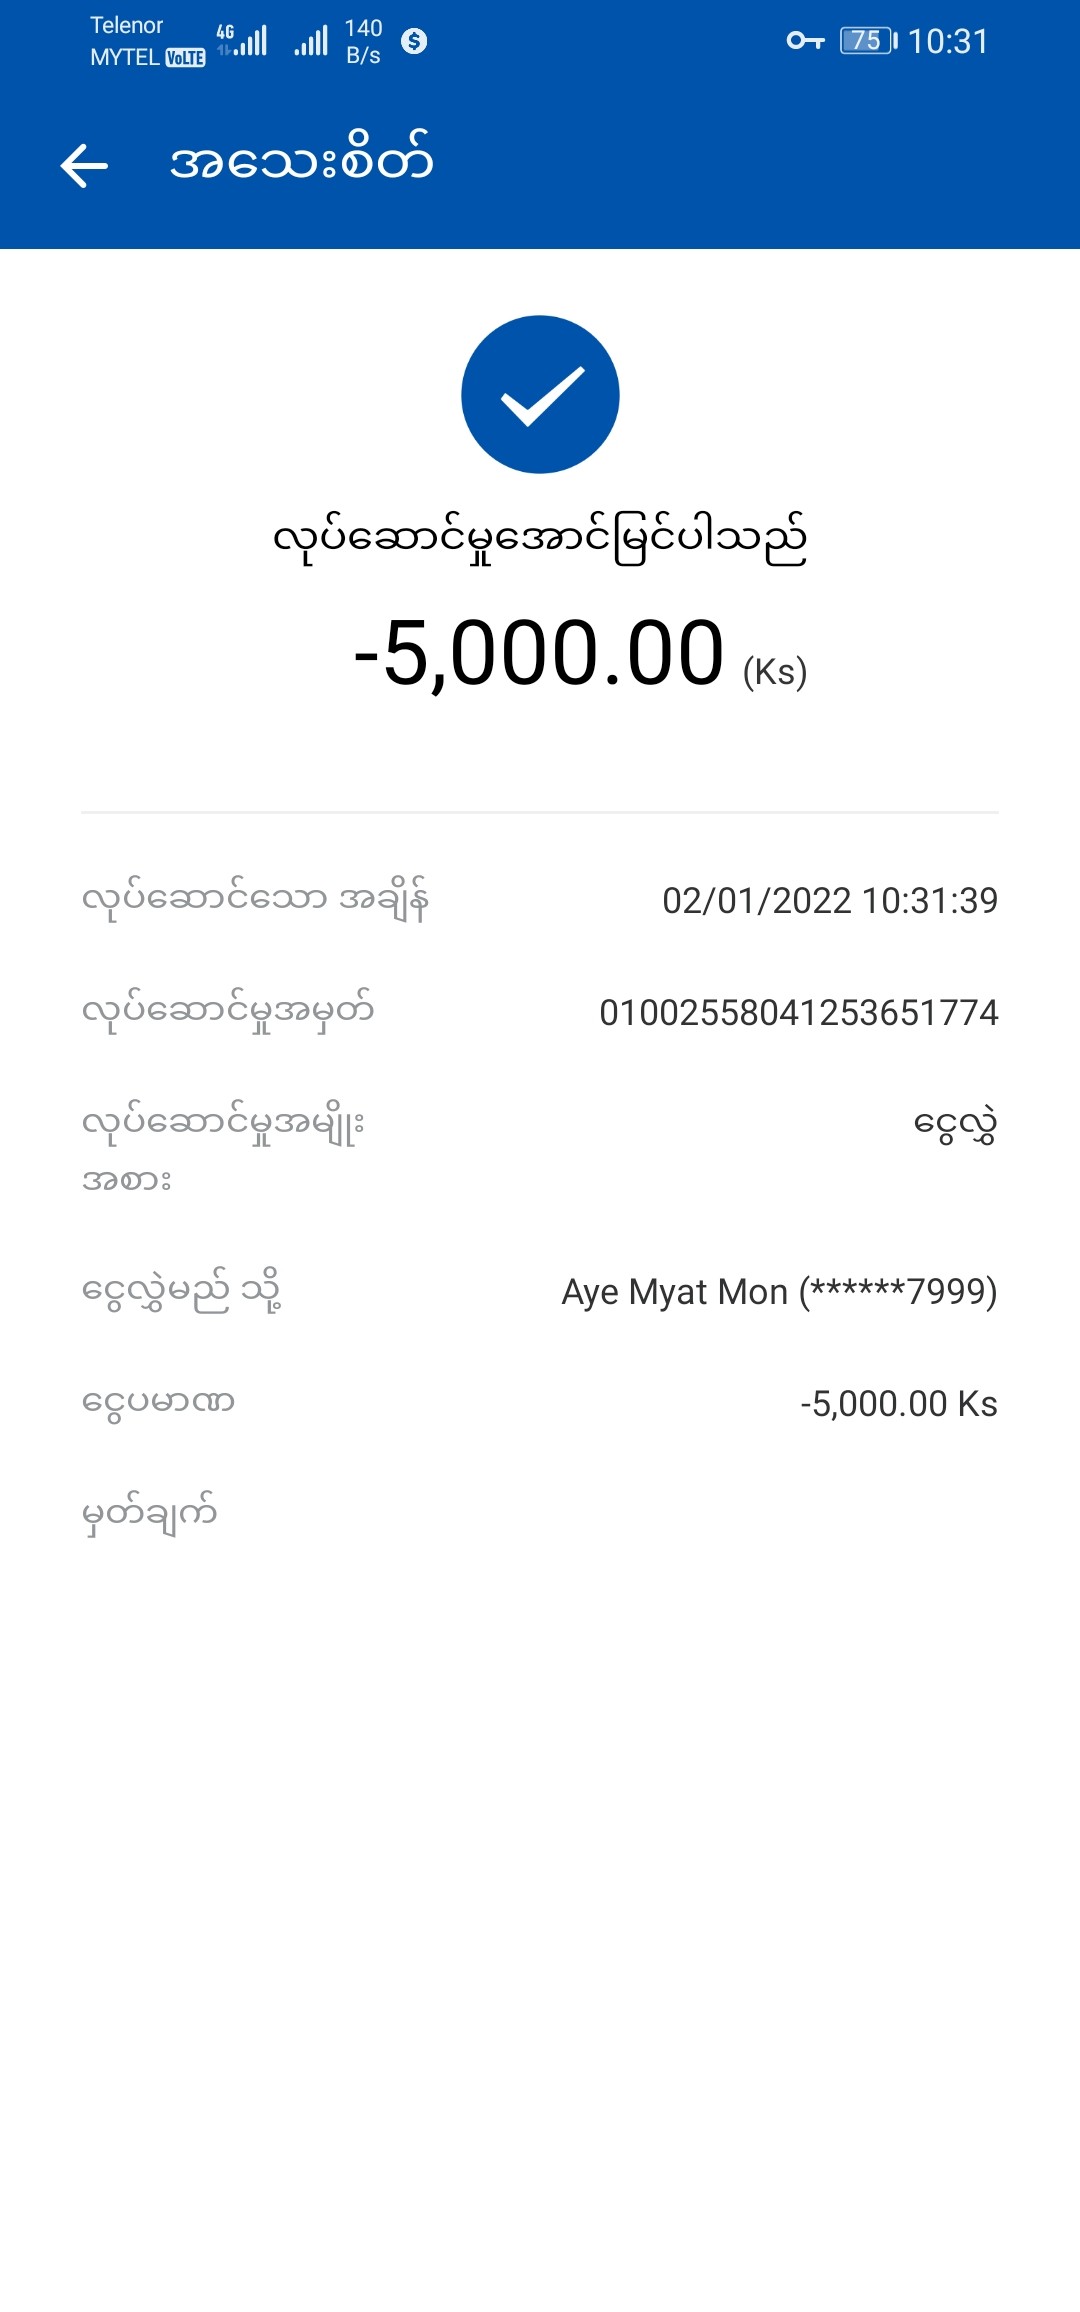 Telenor
MYTEL VoLTE
4G
140
B/s
75
10:31
အသေးစိတ်
လုပ်ဆောင်မှုအောင်မြင်ပါသည်
-5,000.00 (Ks)
လုပ်ဆောင်သော အချိန် 02/01/2022 10:31:39
လုပ်ဆောင်မှုအမှတ် 01002558041253651774
လုပ်ဆောင်မှုအမျိုး ငွေလွှဲ
အစား
ငွေလွှဲမည် သို့ Aye Myat Mon (******7999)
ငွေပမာဏ -5,000.00 Ks
မှတ်ချက်